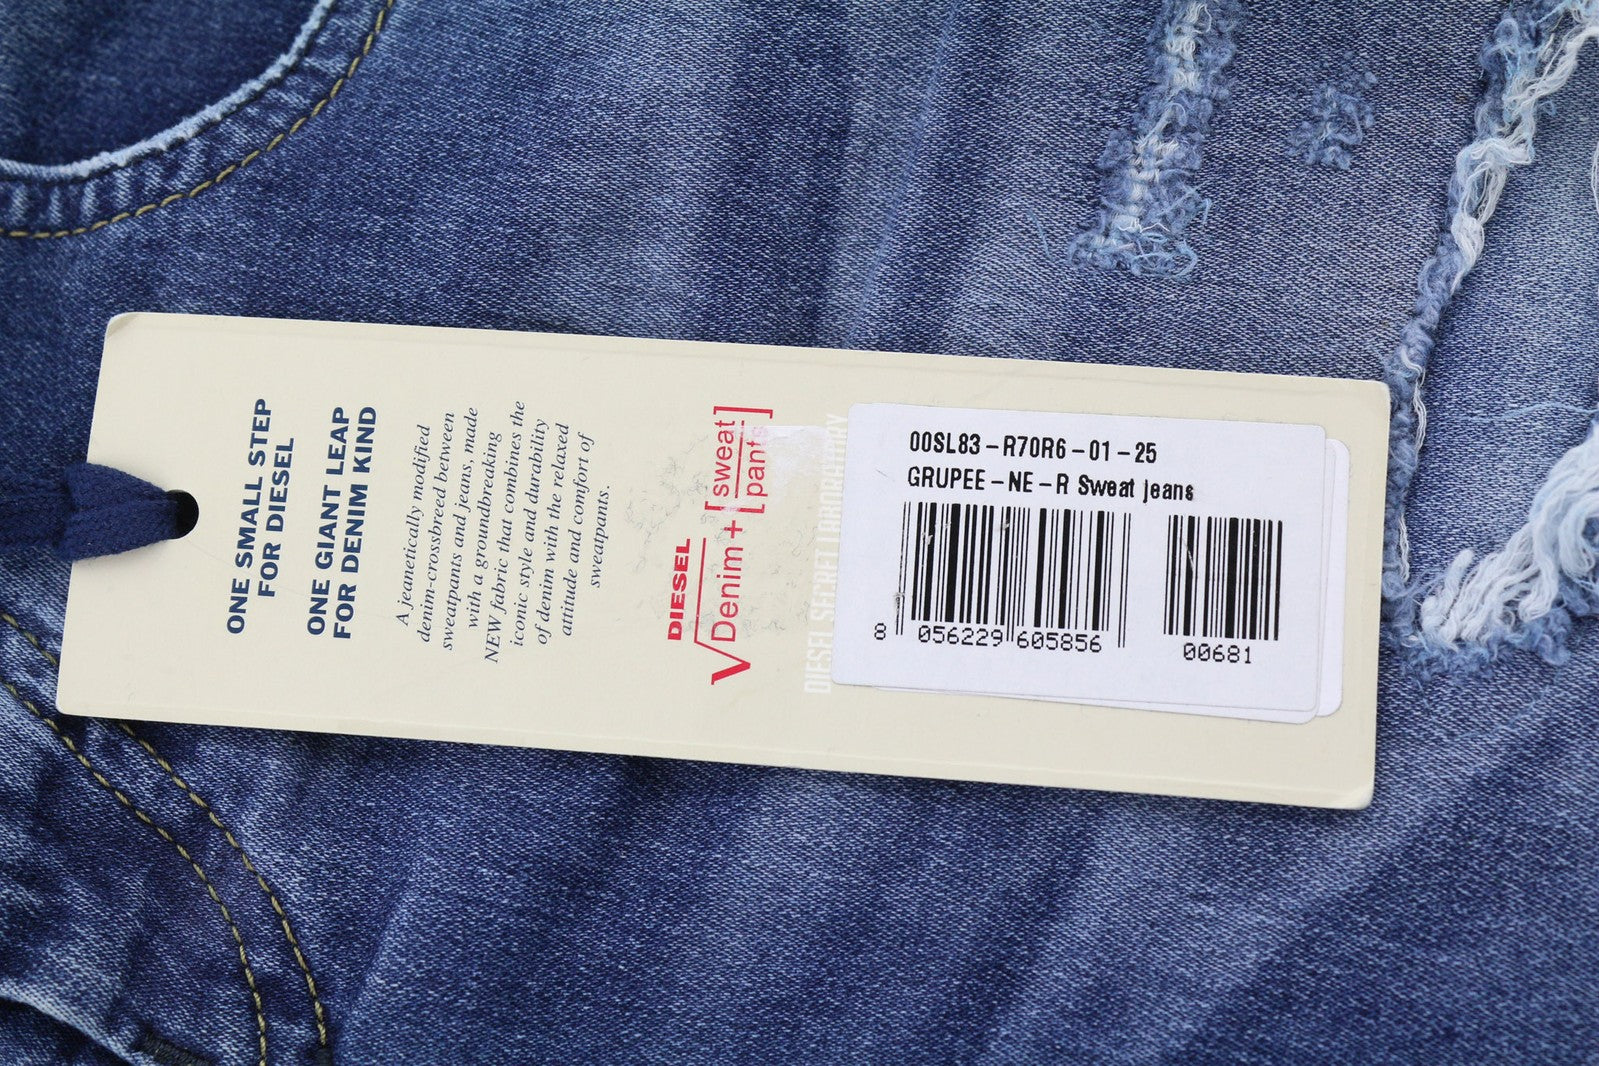 ONE SMALL STEP
FOR DIESEL
ONE GIANT LEAP
FOR DENIM KIND
A jeanetically modified
denim-crossbreed between
sweatpants and jeans, made
with a groundbreaking
NEW fabric that combines the
iconic style and durability
of denim with the relaxed
attitude and comfort of
sweatpants.
DIESEL
√Denim + [sweat]
[pants]
DIESEL SECRET LABORATORY
00SL83-R70R6-01-25
GRUPEE-NE-R Sweat jeans
8 056229 605856
00681